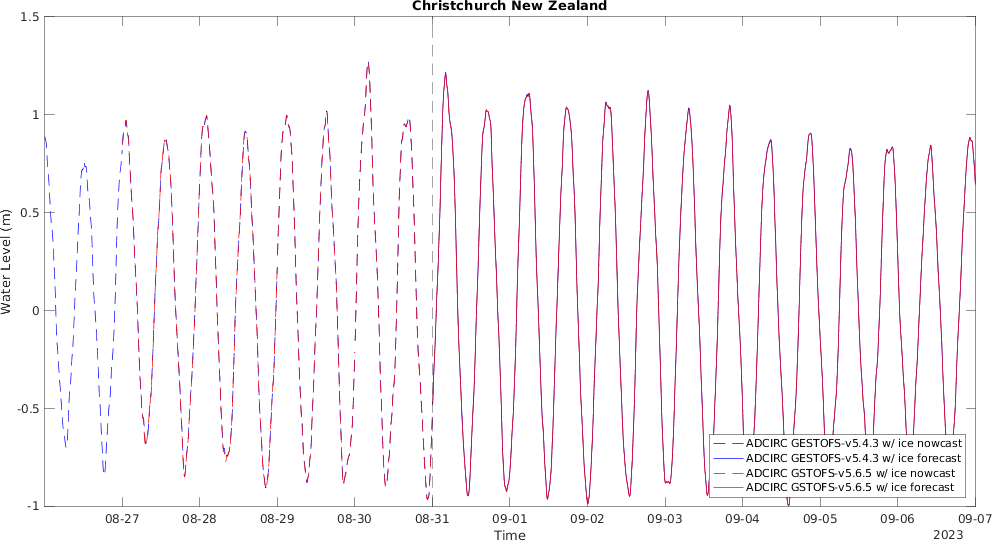 Christchurch New Zealand
1.5
1
0.5
0
-0.5
-1
Water Level (m)
ADCIRC GESTOFS-v5.4.3 w/ ice nowcast
ADCIRC GESTOFS-v5.4.3 w/ ice forecast
ADCIRC GSTOFS-v5.6.5 w/ ice nowcast
ADCIRC GSTOFS-v5.6.5 w/ ice forecast
08-27 08-28 08-29 08-30 08-31 09-01 09-02 09-03 09-04 09-05 09-06 09-07
Time
2023